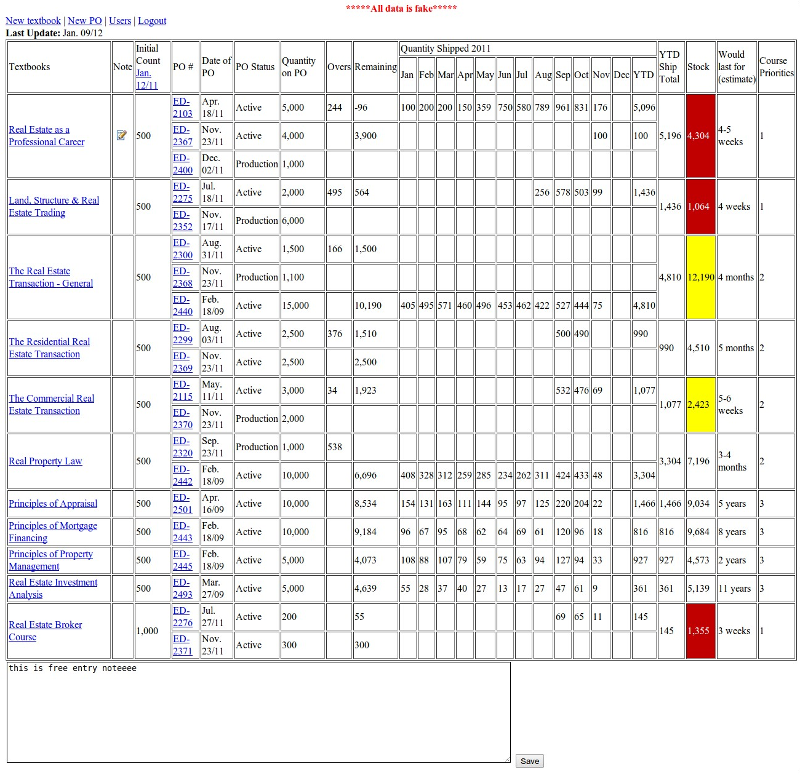 *****All data is fake*****
New textbook | New PO | Users | Logout
Last Update: Jan. 09/12
Textbooks Note Initial Count Jan. 12/11 PO # Date of PO PO Status Quantity on PO Overs Remaining Quantity Shipped 2011 YTD Ship Total Stock Would last for (estimate) Course Priorities
Jan Feb Mar Apr May Jun Jul Aug Sep Oct Nov Dec YTD
Real Estate as a Professional Career 500 ED-2103 Apr. 18/11 Active 5,000 244 -96 100 200 200 150 359 750 580 789 961 831 176 5,096 5,196 4,304 4-5 weeks 1
ED-2367 Nov. 23/11 Active 4,000 3,900 100 100
ED-2400 Dec. 02/11 Production 1,000
Land, Structure & Real Estate Trading 500 ED-2275 Jul. 18/11 Active 2,000 495 564 256 578 503 99 1,436 1,436 1,064 4 weeks 1
ED-2352 Nov. 17/11 Production 6,000
The Real Estate Transaction - General 500 ED-2300 Aug. 31/11 Active 1,500 166 1,500 4,810 12,190 4 months 2
ED-2368 Nov. 23/11 Production 1,100
ED-2440 Feb. 18/09 Active 15,000 10,190 405 495 571 460 496 453 462 422 527 444 75 4,810
The Residential Real Estate Transaction 500 ED-2299 Aug. 03/11 Active 2,500 376 1,510 500 490 990 990 4,510 5 months 2
ED-2369 Nov. 23/11 Active 2,500 2,500
The Commercial Real Estate Transaction 500 ED-2115 May. 11/11 Active 3,000 34 1,923 532 476 69 1,077 1,077 2,423 5-6 weeks 2
ED-2370 Nov. 23/11 Production 2,000
Real Property Law 500 ED-2320 Sep. 23/11 Production 1,000 538 3,304 7,196 3-4 months 2
ED-2442 Feb. 18/09 Active 10,000 6,696 408 328 312 259 285 234 262 311 424 433 48 3,304
Principles of Appraisal 500 ED-2501 Apr. 16/09 Active 10,000 8,534 154 131 163 111 144 95 97 125 220 204 22 1,466 1,466 9,034 5 years 3
Principles of Mortgage Financing 500 ED-2443 Feb. 18/09 Active 10,000 9,184 96 67 95 68 62 64 69 61 120 96 18 816 816 9,684 8 years 3
Principles of Property Management 500 ED-2445 Feb. 18/09 Active 5,000 4,073 108 88 107 79 59 75 63 94 127 94 33 927 927 4,573 2 years 3
Real Estate Investment Analysis 500 ED-2493 Mar. 27/09 Active 5,000 4,639 55 28 37 40 27 13 17 27 47 61 9 361 361 5,139 11 years 3
Real Estate Broker Course 1,000 ED-2276 Jul. 27/11 Active 200 55 69 65 11 145 145 1,355 3 weeks 1
ED-2371 Nov. 23/11 Active 300 300
this is free entry noteeee
Save